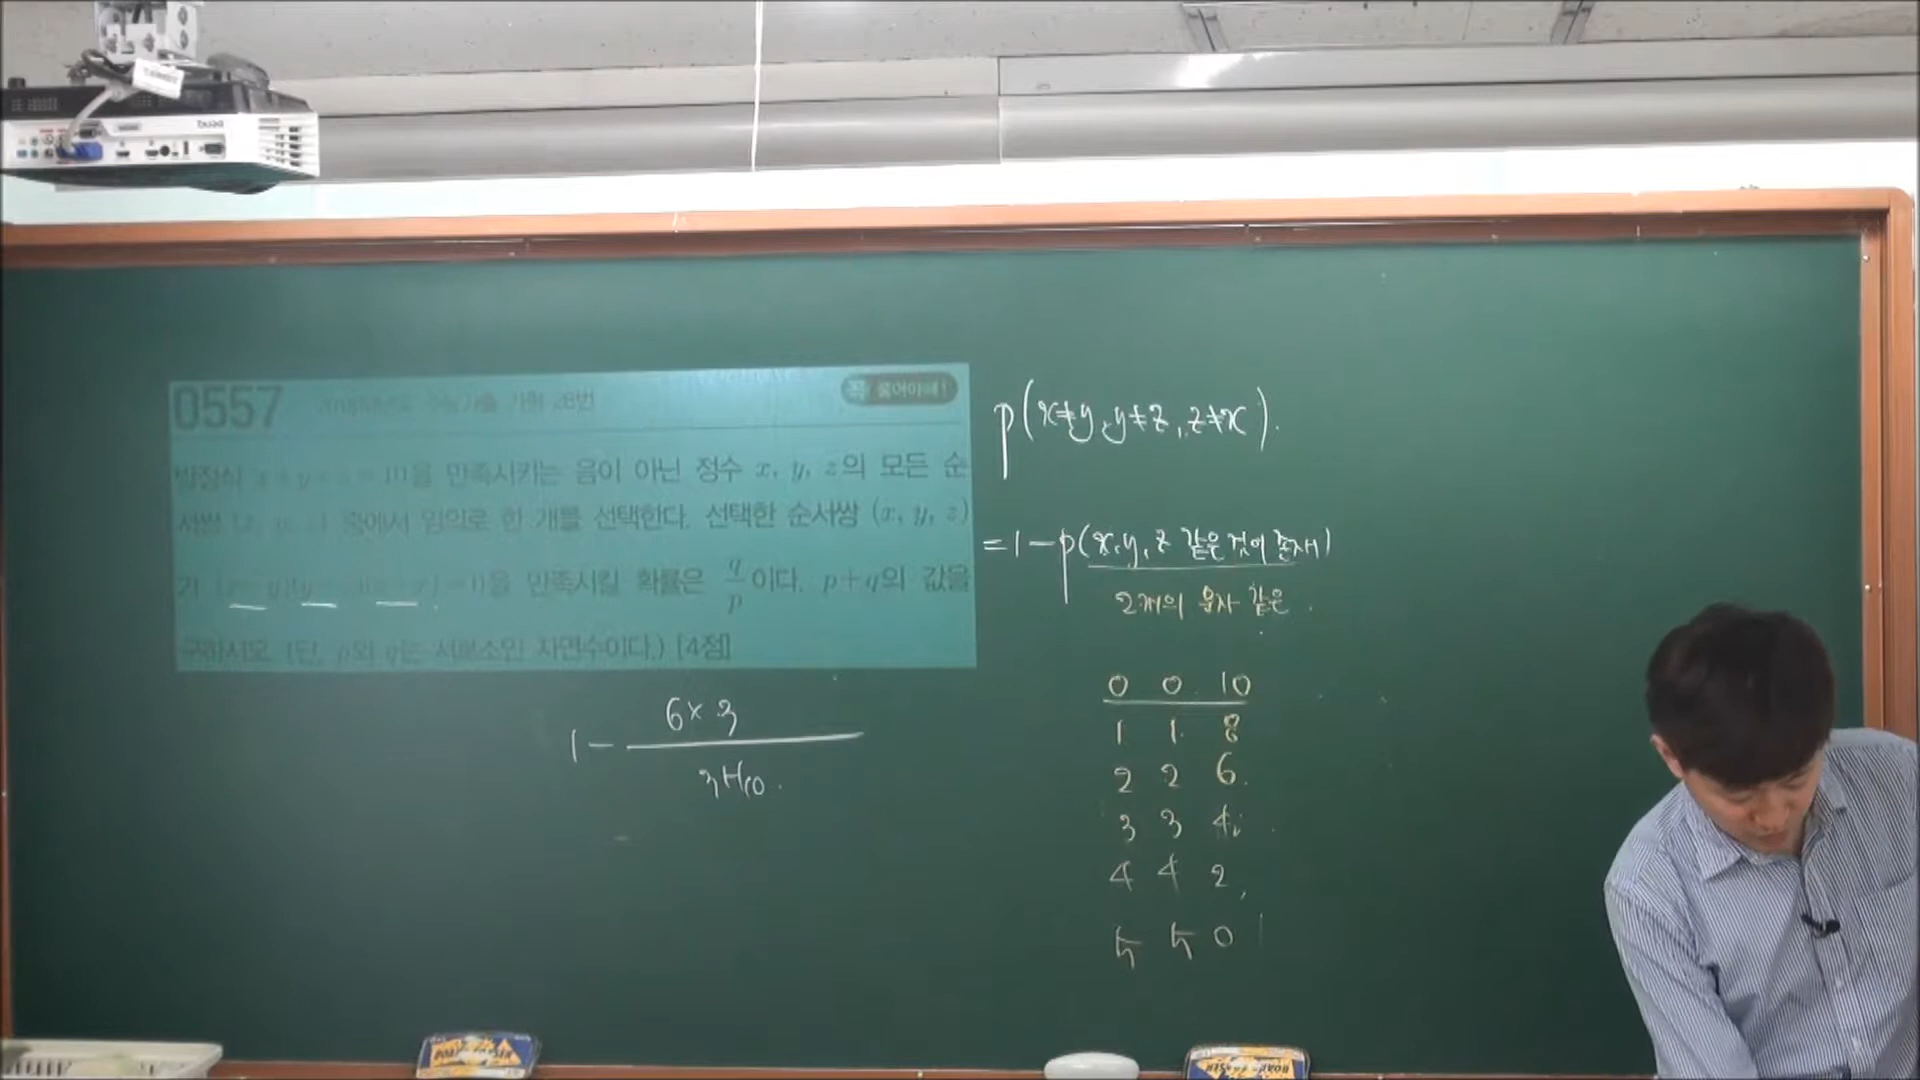 0557
꼭 풀어야 해!
방정식 x+y+z=10을 만족시키는 음이 아닌 정수 x, y, z의 모든 순
서쌍 (x, y, z) 중에서 임의로 한 개를 선택한다. 선택한 순서쌍 (x, y, z)
을 만족시킬 확률은 q/p이다. p+q의 값을
구하시오. (단, p와 q는 서로소인 자연수이다.) [4점]
P(x≠y, y≠z, z≠x).
=1-P(x, y, z 같은 것이 존재)
2개의 문자 같은
0 0 10
1 1 8
2 2 6
3 3 4
4 4 2
5 5 0
1 - 6×3 / ₃H₁₀
BenQ